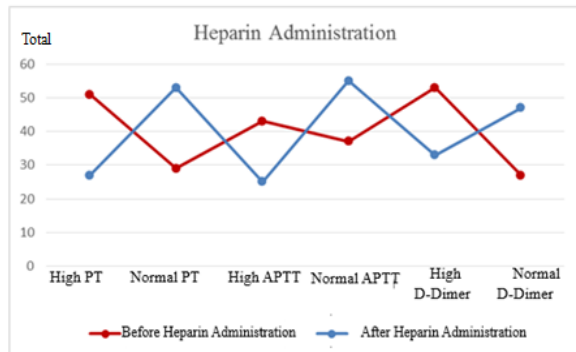 Heparin Administration
Total
60
50
40
30
20
10
0
High PT Normal PT High APTT Normal APTT High D-Dimer Normal D-Dimer
Before Heparin Administration After Heparin Administration